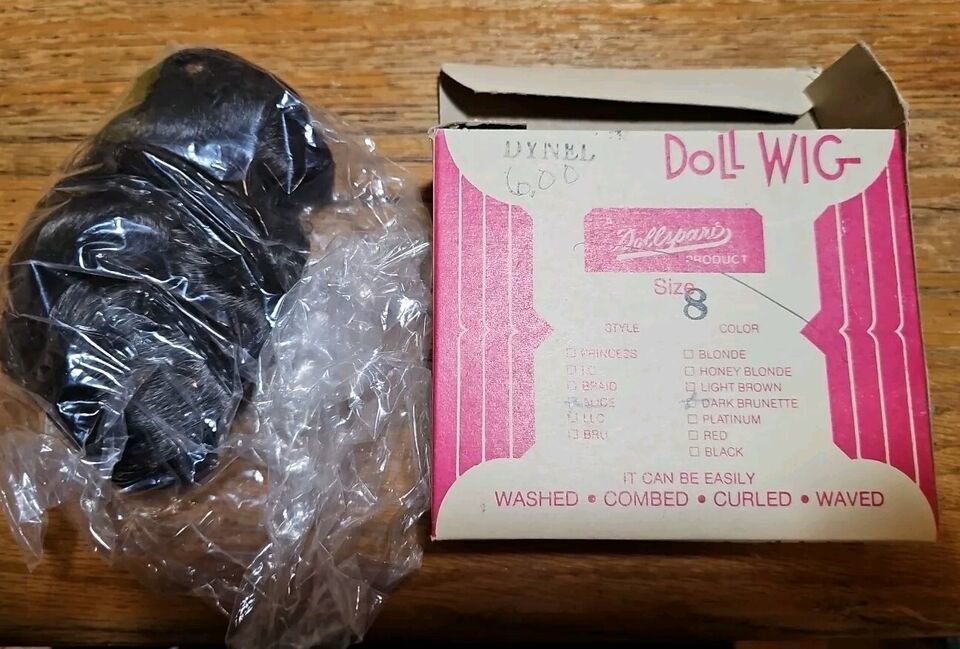 DYNEL
6.00
DOLL WIG
Dollspart
PRODUCT
Size 8
STYLE
PRINCESS
BRAID
ALICE
BRU
COLOR
BLONDE
HONEY BLONDE
LIGHT BROWN
DARK BRUNETTE
PLATINUM
RED
BLACK
IT CAN BE EASILY
WASHED • COMBED • CURLED • WAVED